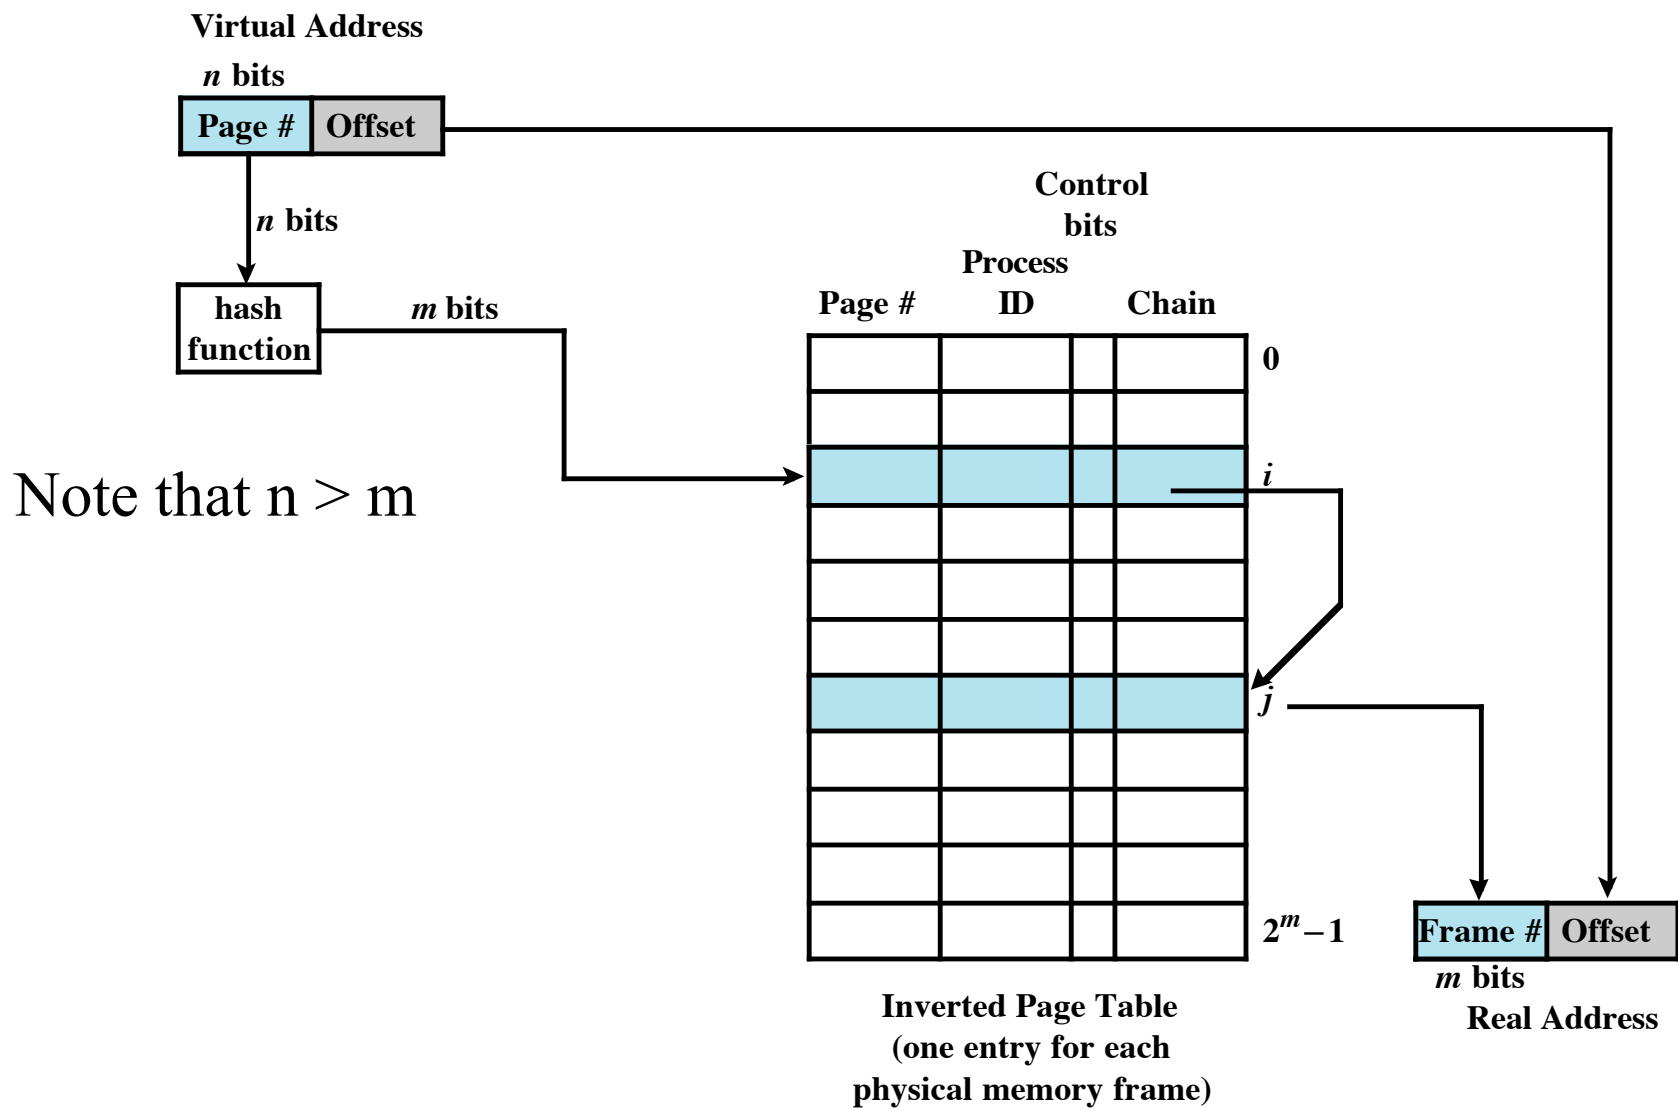 Virtual Address
n bits
Page # Offset
n bits
hash
function
m bits
Note that n > m
Control
bits
Process
Page # ID Chain
0
i
j
2^m – 1
Inverted Page Table
(one entry for each
physical memory frame)
Frame # Offset
m bits
Real Address